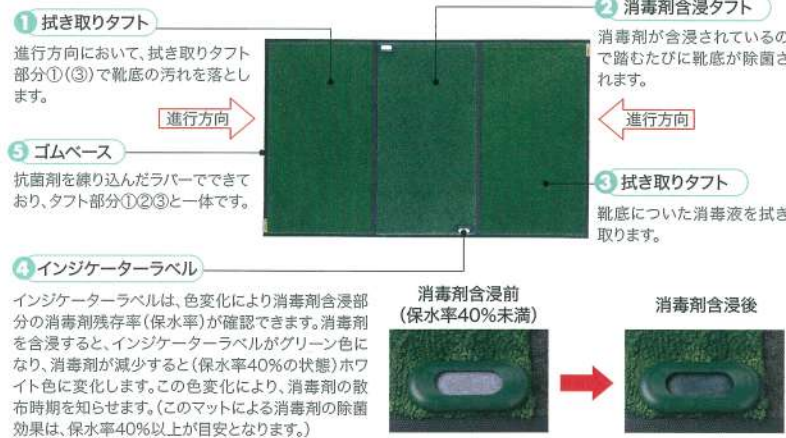 1 拭き取りタフト
進行方向において、拭き取りタフト
部分①(③)で靴底の汚れを落とし
ます。
進行方向
5 ゴムベース
抗菌剤を練り込んだラバーでできて
おり、タフト部分①②③と一体です。
2 消毒剤含浸タフト
消毒剤が含浸されているの
で踏むたびに靴底が除菌さ
れます。
進行方向
3 拭き取りタフト
靴底についた消毒液を拭き
取ります。
4 インジケーターラベル
インジケーターラベルは、色変化により消毒剤含浸部
分の消毒剤残存率(保水率)が確認できます。消毒剤
を含浸すると、インジケーターラベルがグリーン色に
なり、消毒剤が減少すると(保水率40%の状態)ホワ
イト色に変化します。この色変化により、消毒剤の散
布時期を知らせます。(このマットによる消毒剤の除菌
効果は、保水率40%以上が目安となります。)
消毒剤含浸前
(保水率40%未満)
消毒剤含浸後